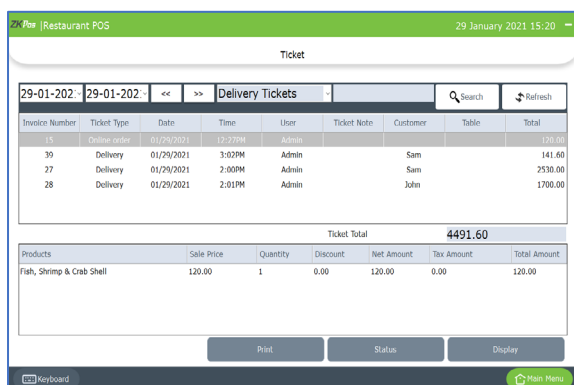 ZKPos |Restaurant POS 29 January 2021 15:20
Ticket
29-01-202 29-01-202 << >> Delivery Tickets Search Refresh
Invoice Number Ticket Type Date Time User Ticket Note Customer Table Total
15 Online order 01/29/2021 12:27PM Admin 120.00
39 Delivery 01/29/2021 3:02PM Admin Sam 141.60
27 Delivery 01/29/2021 2:00PM Admin Sam 2530.00
28 Delivery 01/29/2021 2:01PM Admin John 1700.00
Ticket Total 4491.60
Products Sale Price Quantity Discount Net Amount Tax Amount Total Amount
Fish, Shrimp & Crab Shell 120.00 1 0.00 120.00 0.00 120.00
Print Status Display
Keyboard Main Menu